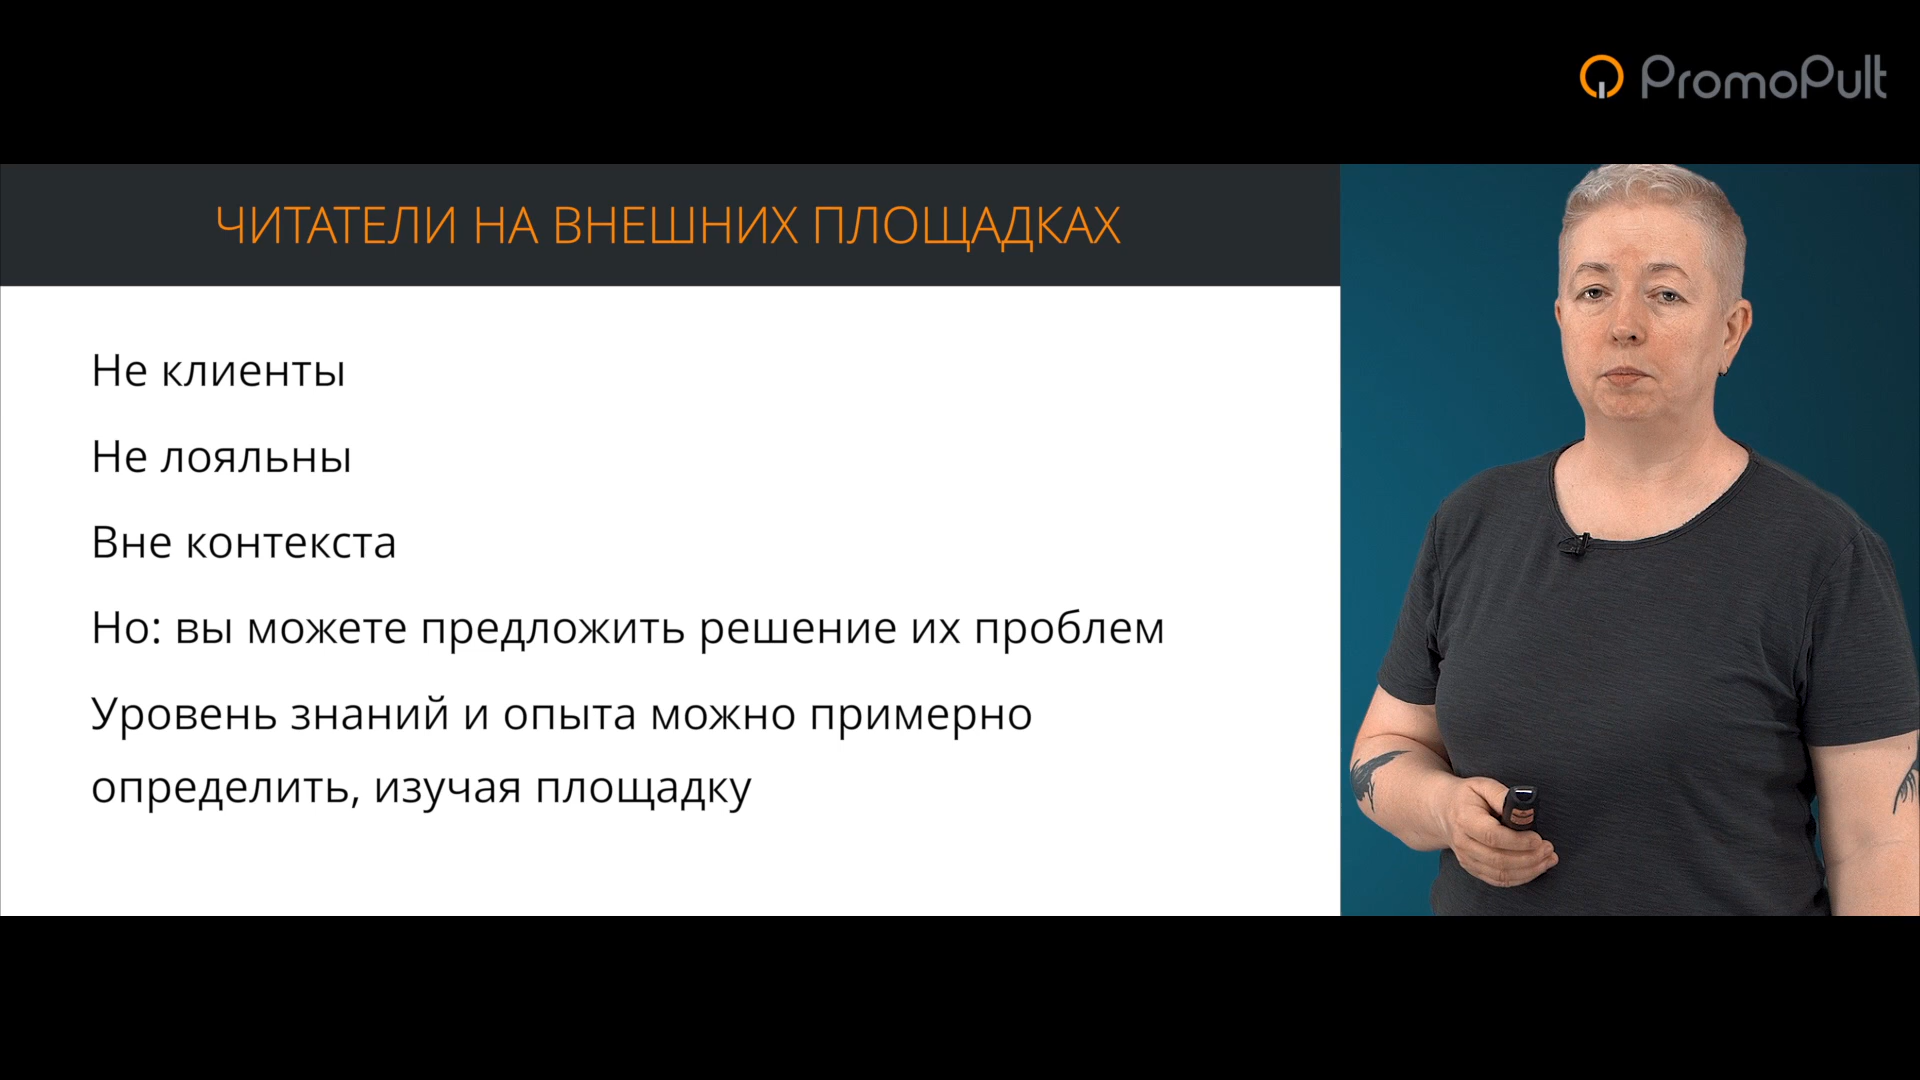 PromoPult
ЧИТАТЕЛИ НА ВНЕШНИХ ПЛОЩАДКАХ
Не клиенты
Не лояльны
Вне контекста
Но: вы можете предложить решение их проблем
Уровень знаний и опыта можно примерно
определить, изучая площадку